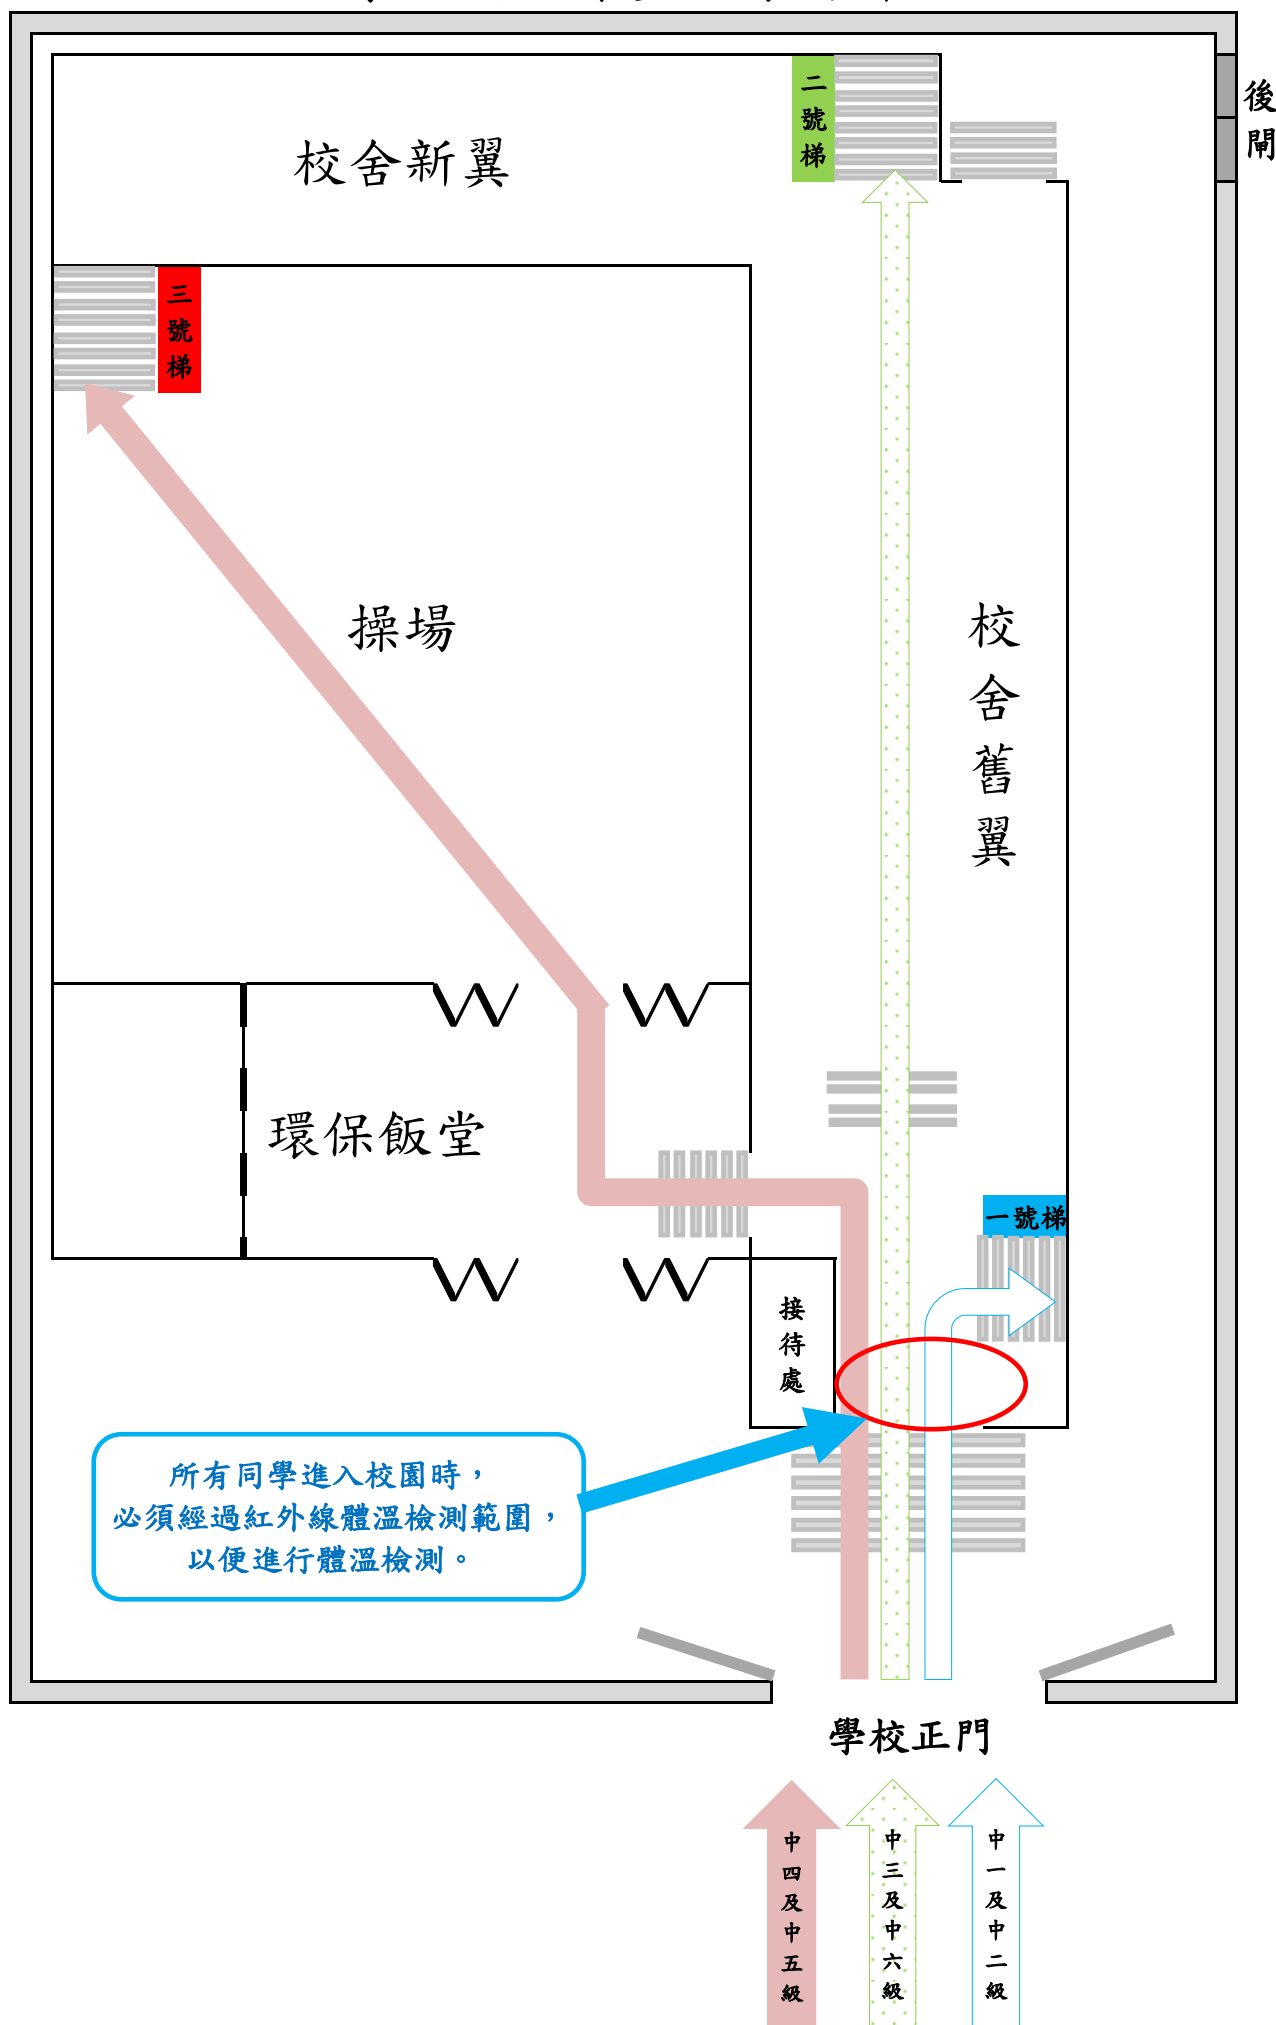 後閘
二號梯
校舍新翼
三號梯
操場
校舍舊翼
環保飯堂
一號梯
接待處
所有同學進入校園時，
必須經過紅外線體溫檢測範圍，
以便進行體溫檢測。
學校正門
中四及中五級
中三及中六級
中一及中二級